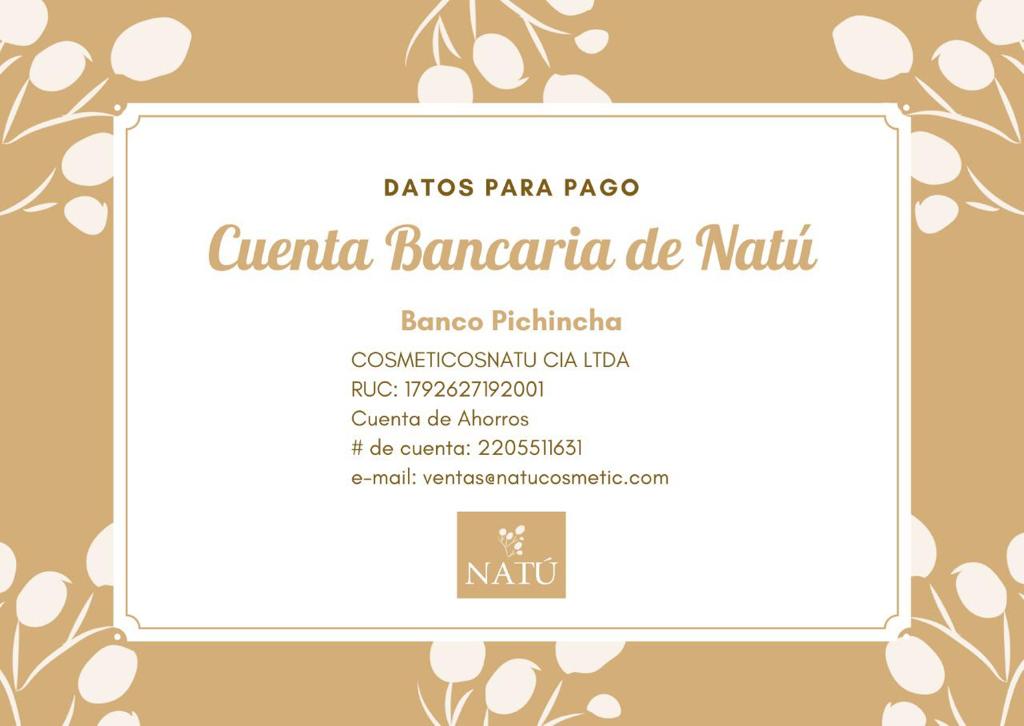 DATOS PARA PAGO
Cuenta Bancaria de Natú
Banco Pichincha
COSMETICOSNATU CIA LTDA
RUC: 1792627192001
Cuenta de Ahorros
# de cuenta: 2205511631
e-mail: ventas@natucosmetic.com
NATÚ